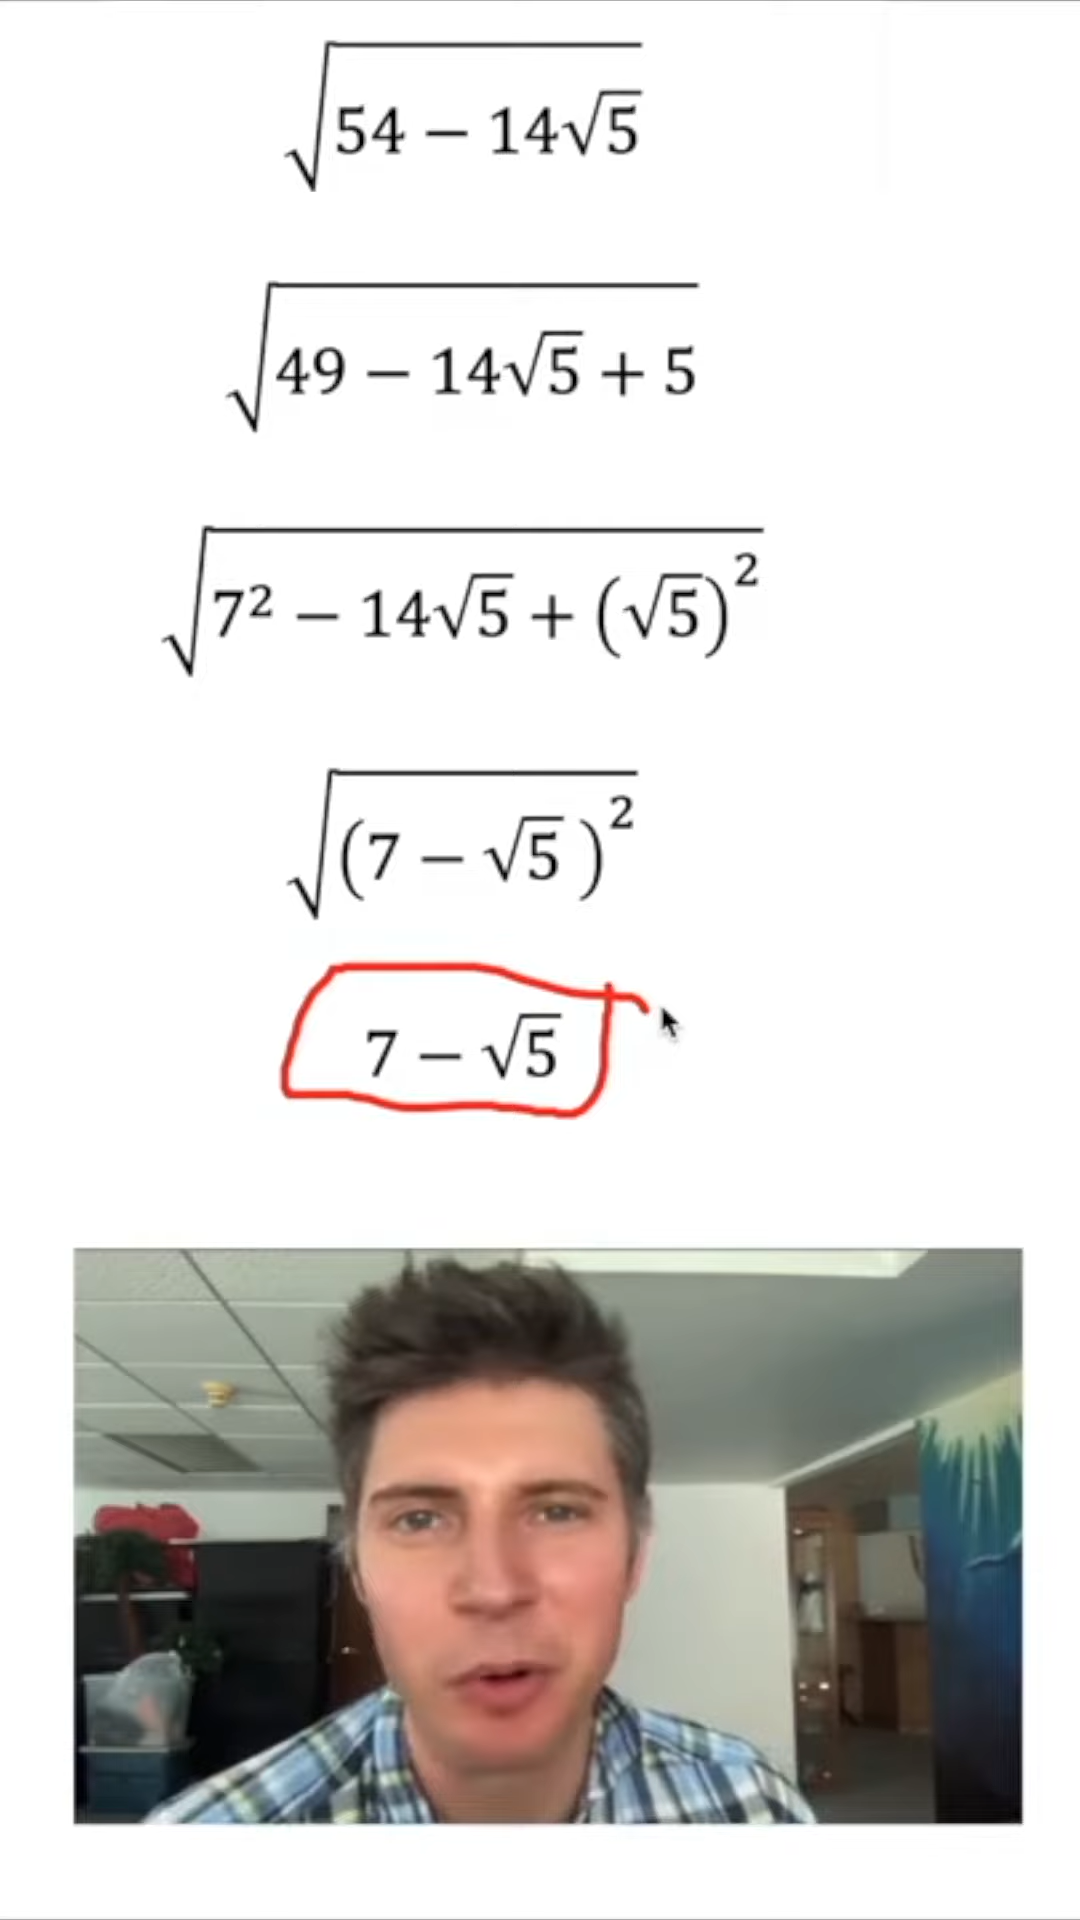 √(54 − 14√5)
√(49 − 14√5 + 5)
√(7² − 14√5 + (√5)²)
√((7 − √5)²)
7 − √5